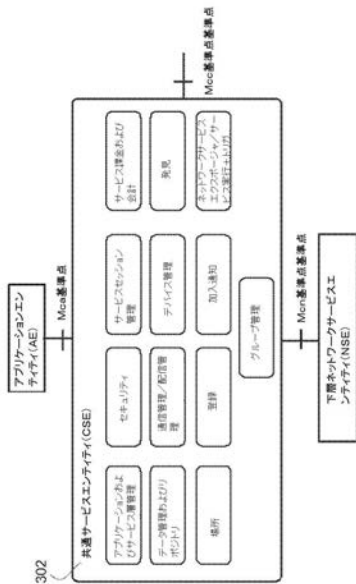 302
アプリケーションエン
ティティ(AE)
Mca基準点
共通サービスエンティティ(CSE)
アプリケーションおよ
びサービス層管理
セキュリティ
サービスセッション
管理
サービス課金および
会計
データ管理およびリ
ポジトリ
通信管理/配信管
理
デバイス管理
発見
場所
登録
加入通知
ネットワークサービス
エクスポージャ/サー
ビス実行+トリガ
グループ管理
Mcc基準点基準点
Mcn基準点基準点
下層ネットワークサービスエ
ンティティ(NSE)